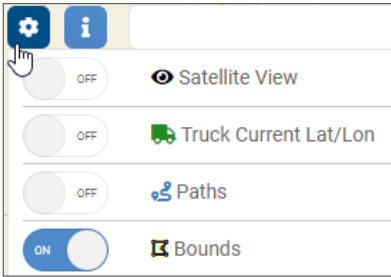 i
OFF Satellite View
OFF Truck Current Lat/Lon
OFF Paths
ON Bounds